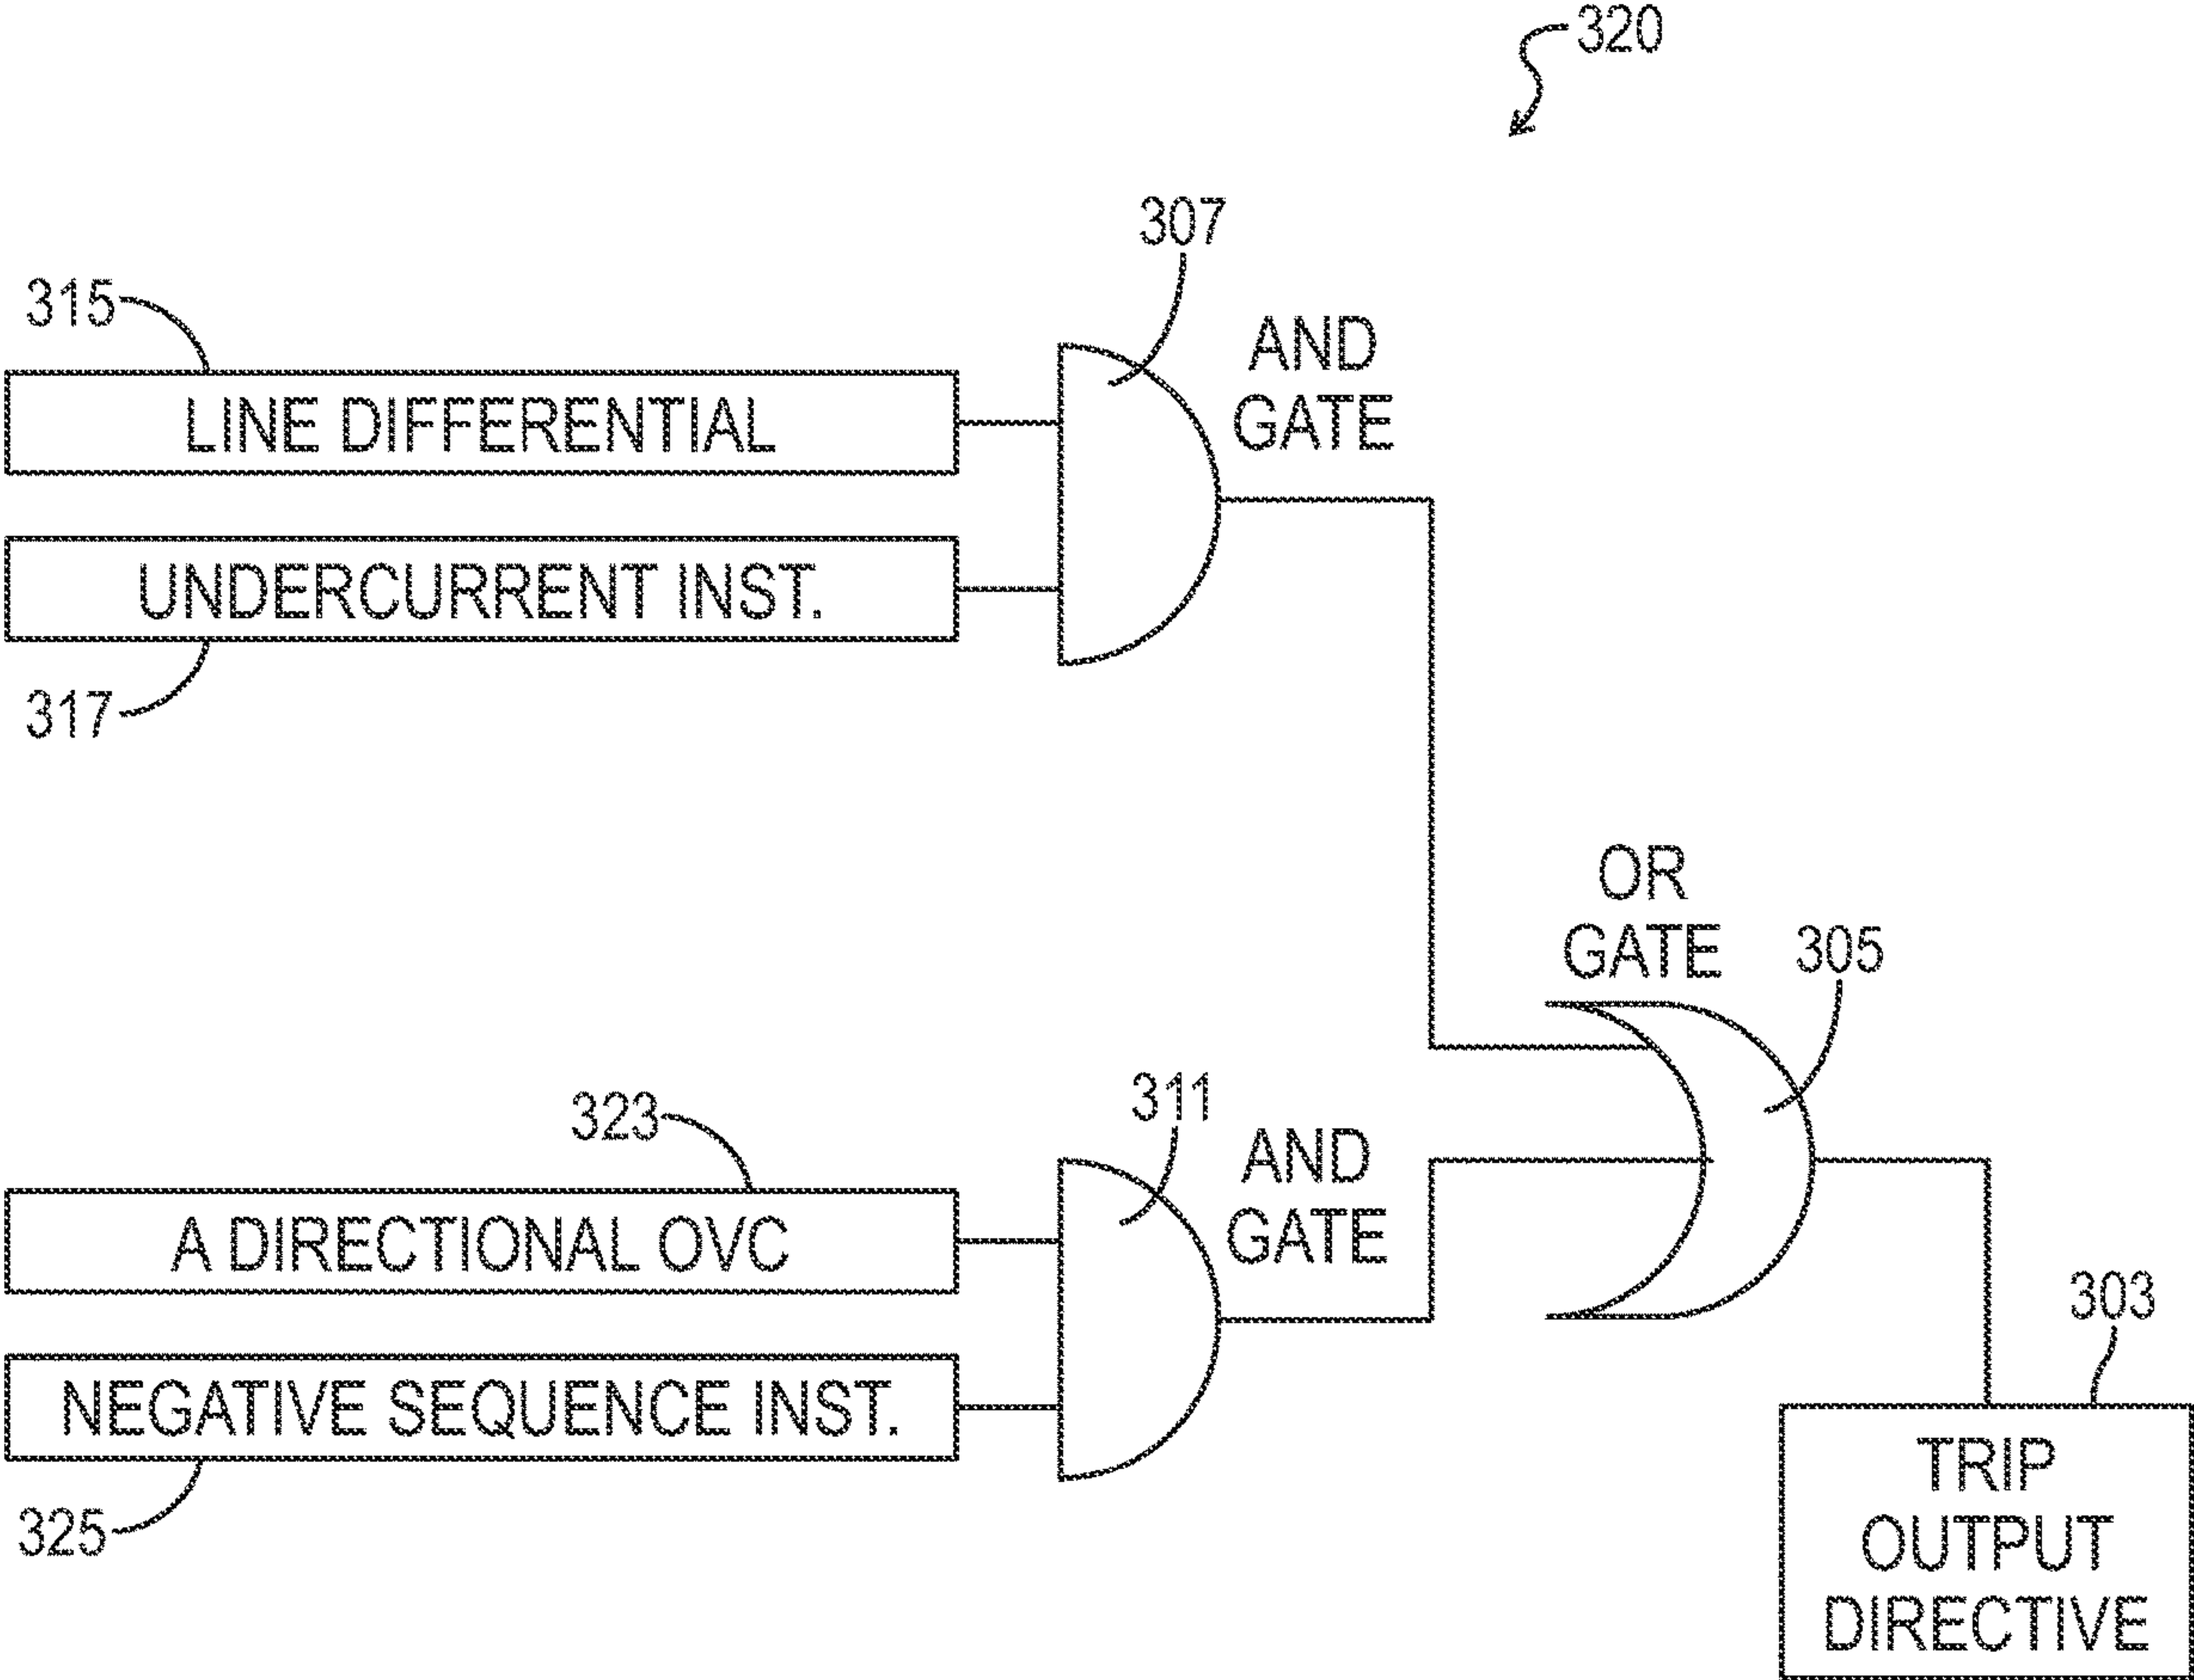 320
307
315
AND
GATE
LINE DIFFERENTIAL
UNDERCURRENT INST.
317
OR
GATE
305
311
323
AND
GATE
A DIRECTIONAL OVC
303
NEGATIVE SEQUENCE INST.
325
TRIP
OUTPUT
DIRECTIVE